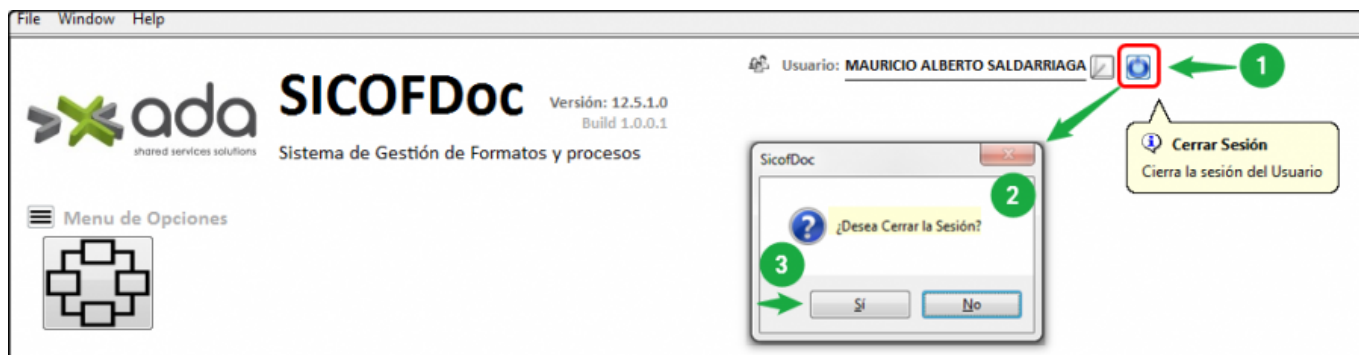 File Window Help
Usuario: MAURICIO ALBERTO SALDARRIAGA
1
ada
shared services solutions
SICOFDoc
Versión: 12.5.1.0
Build 1.0.0.1
Sistema de Gestión de Formatos y procesos
Cerrar Sesión
Cierra la sesión del Usuario
SicofDoc
2
¿Desea Cerrar la Sesión?
3
Sí
No
Menu de Opciones